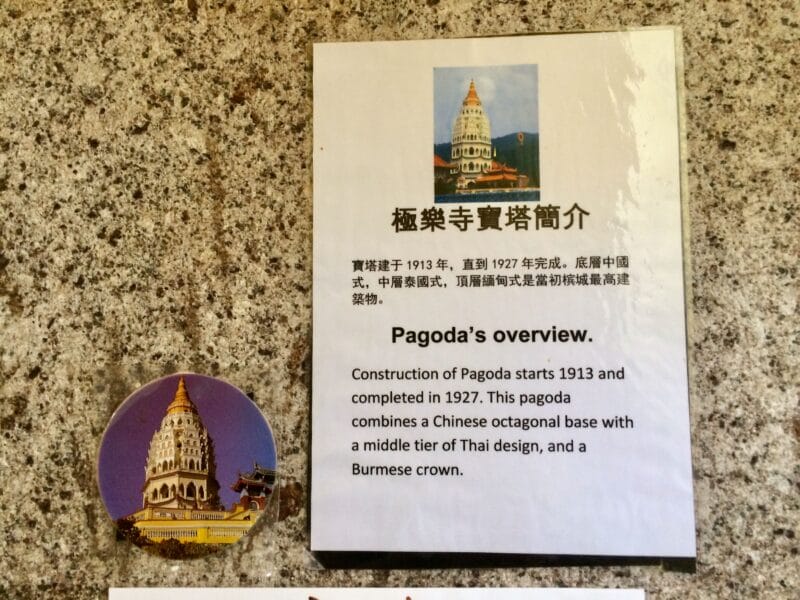 極樂寺寶塔簡介
寶塔建于 1913 年，直到 1927 年完成。底層中國
式，中層泰國式，頂層緬甸式是當初槟城最高建
築物。
Pagoda's overview.
Construction of Pagoda starts 1913 and
completed in 1927. This pagoda
combines a Chinese octagonal base with
a middle tier of Thai design, and a
Burmese crown.